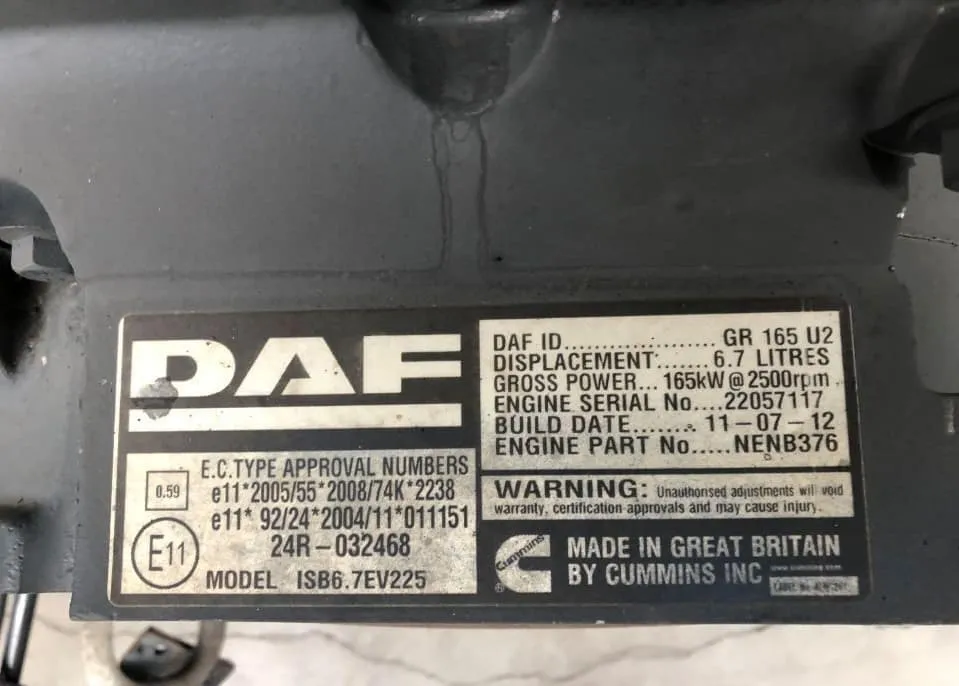 DAF
DAF ID.................... GR 165 U2
DISPLACEMENT....... 6.7 LITRES
GROSS POWER... 165kW @ 2500rpm
ENGINE SERIAL No....22057117
BUILD DATE........ 11-07-12
ENGINE PART No.....NENB376
E.C.TYPE APPROVAL NUMBERS
0.59
e11*2005/55*2008/74K*2238
e11* 92/24*2004/11*011151
24R-032468
E11
MODEL ISB6.7EV225
WARNING: Unauthorised adjustments will void
warranty, certification approvals and may cause injury.
Cummins
®
MADE IN GREAT BRITAIN
BY CUMMINS INC
www.cummins.com